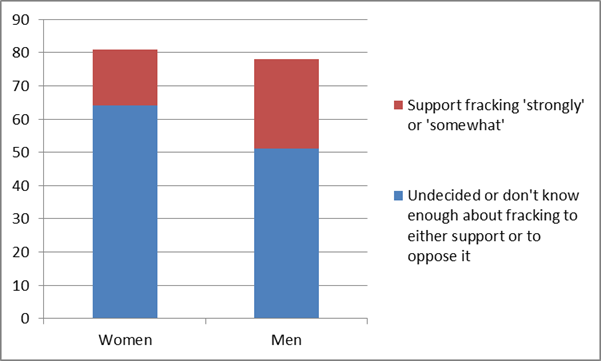 90
80
70
60
50
40
30
20
10
0
Women Men
Support fracking 'strongly'
or 'somewhat'
Undecided or don't know
enough about fracking to
either support or to
oppose it